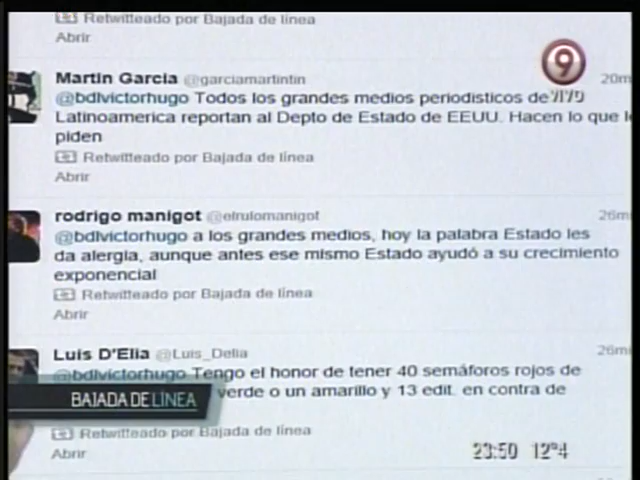 Retwitteado por Bajada de línea
Abrir
9
Martin Garcia @garciamartintin 20m
@bdlvictorhugo Todos los grandes medios periodisticos de VIVO
Latinoamerica reportan al Depto de Estado de EEUU. Hacen lo que
piden
Retwitteado por Bajada de línea
Abrir
rodrigo manigot @elrulomanigot 26m
@bdlvictorhugo a los grandes medios, hoy la palabra Estado les
da alergia, aunque antes ese mismo Estado ayudó a su crecimiento
exponencial
Retwitteado por Bajada de línea
Abrir
Luis D'Elia @Luis_Delia 26m
@bdlvictorhugo Tengo el honor de tener 40 semáforos rojos de
verde o un amarillo y 13 edit. en contra de
BAJADA DE LÍNEA
Retwitteado por Bajada de línea
Abrir
23:50 12°4